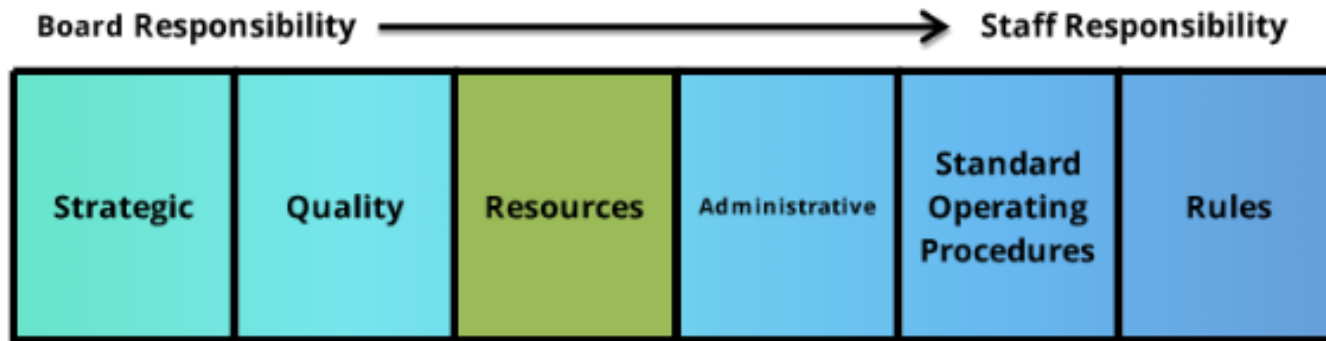 Board Responsibility
Staff Responsibility
Strategic
Quality
Resources
Administrative
Standard
Operating
Procedures
Rules